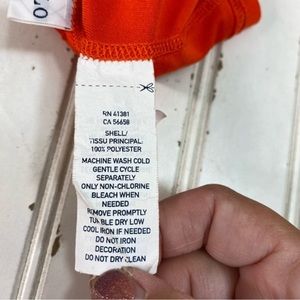 RN 41381
CA 56658
SHELL/
TISSU PRINCIPAL:
100% POLYESTER
MACHINE WASH COLD
GENTLE CYCLE
SEPARATELY
ONLY NON-CHLORINE
BLEACH WHEN
NEEDED
REMOVE PROMPTLY
TUMBLE DRY LOW
COOL IRON IF NEEDED
DO NOT IRON
DECORATION
DO NOT DRY CLEAN